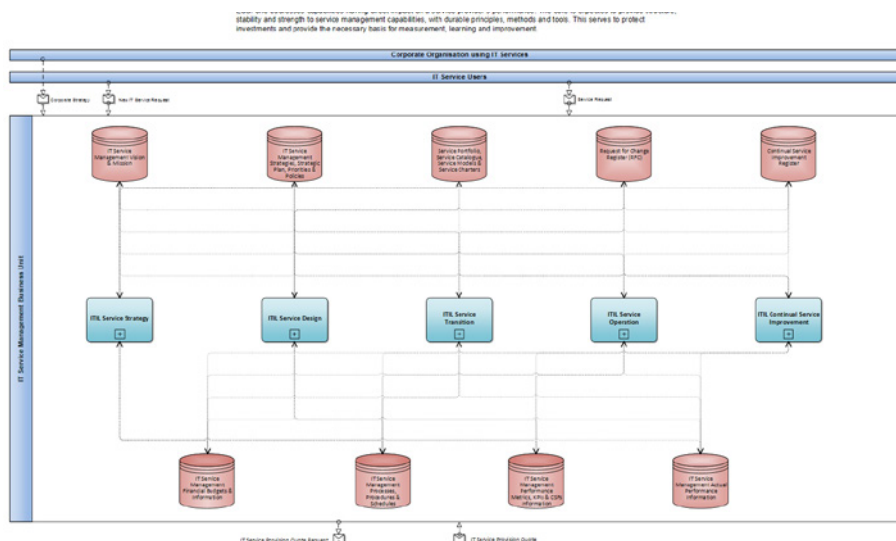 stability and strength to service management capabilities, with durable principles, methods and tools. This serves to protect
investments and provide the necessary basis for measurement, learning and improvement.
Corporate Organisation using IT Services
IT Service Users
Corporate Strategy
New IT Service Request
Service Request
IT Service Management Business Unit
IT Service
Management Vision
& Mission
IT Service
Management
Strategies, Strategic
Plan, Priorities &
Policies
Service Portfolio,
Service Catalogue,
Service Models &
Service Charters
Request for Change
Register (RFC)
Continual Service
Improvement
Register
ITIL Service Strategy
ITIL Service Design
ITIL Service
Transition
ITIL Service
Operation
ITIL Continual Service
Improvement
IT Service
Management
Financial Budgets &
Information
IT Service
Management
Processes,
Procedures &
Schedules
IT Service
Management
Performance
Metrics, KPIs & CSFs
Information
IT Service
Management Actual
Performance
Information
IT Service Provision Quote Request
IT Service Provision Quote